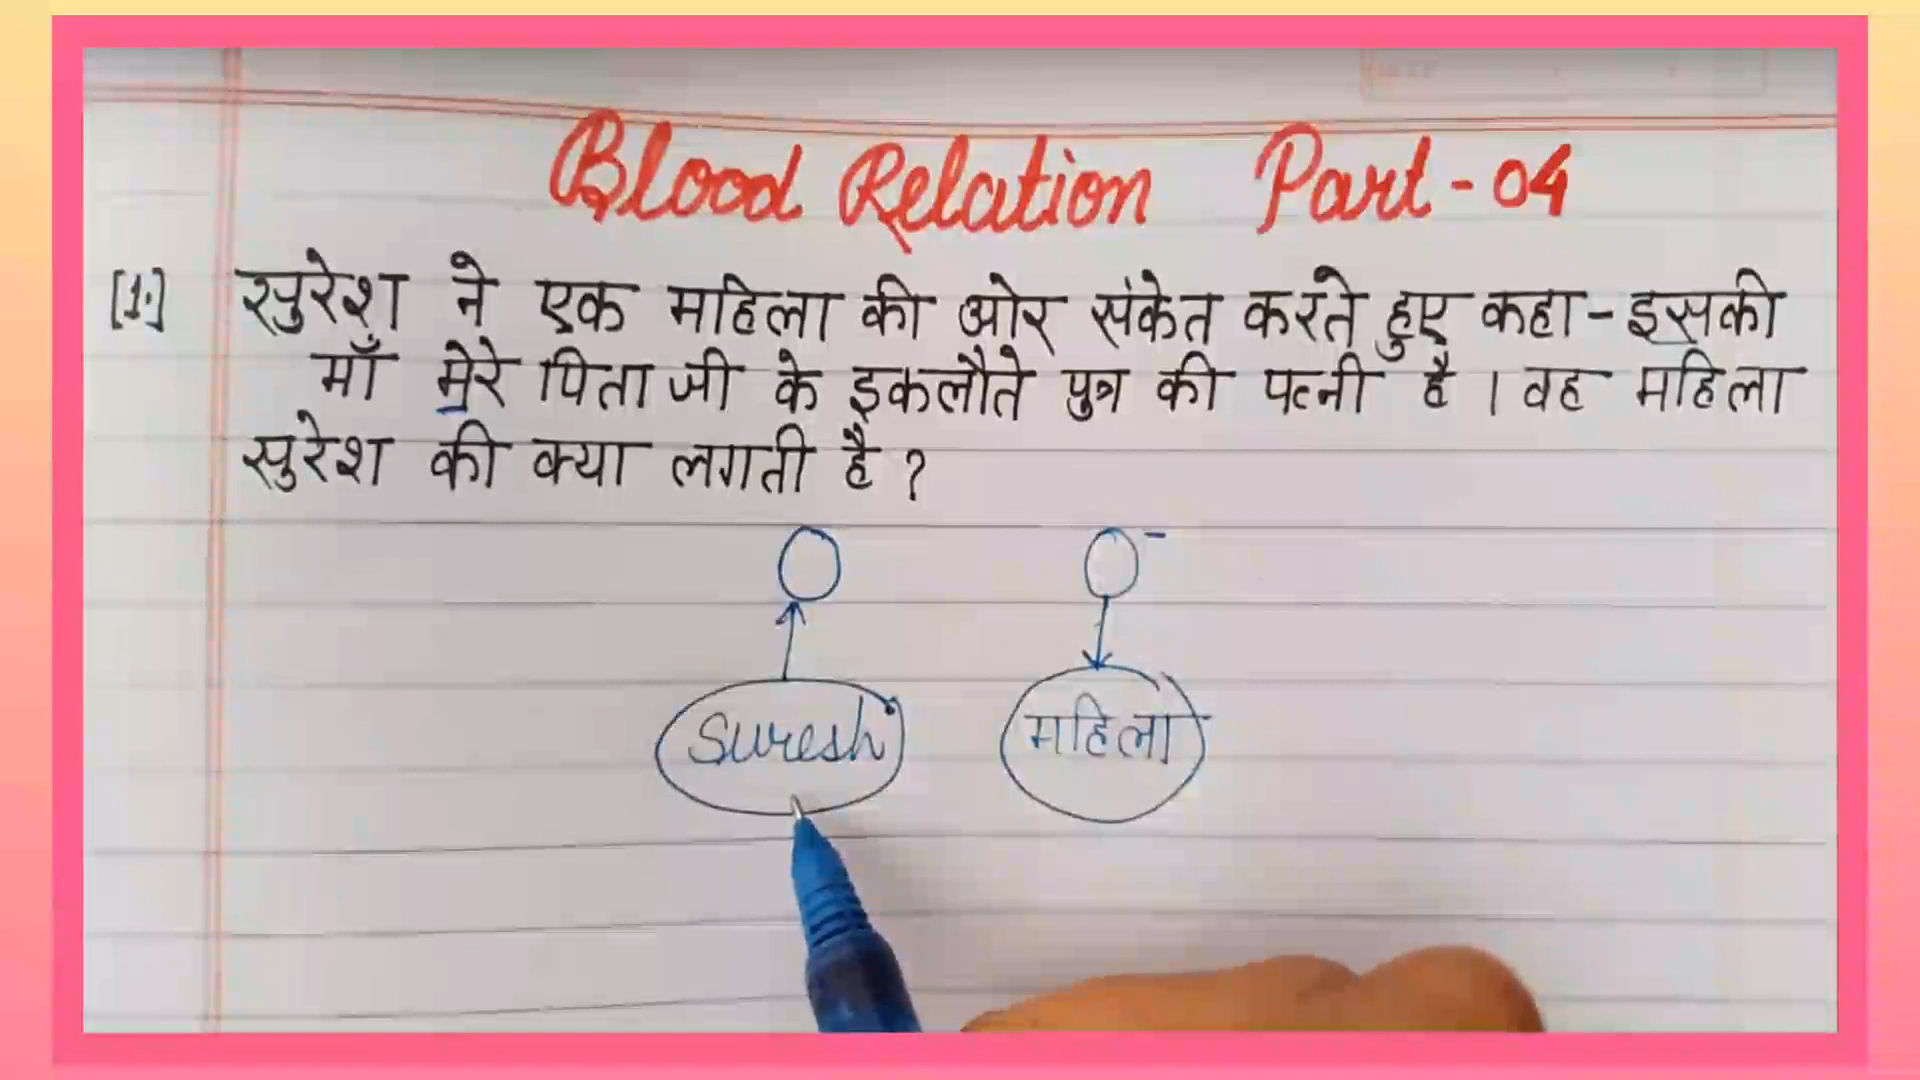 Blood Relation Part - 04
[1.] सुरेश ने एक महिला की ओर संकेत करते हुए कहा - इसकी
माँ मेरे पिता जी के इकलौते पुत्र की पत्नी है । वह महिला
सुरेश की क्या लगती है ?
-
Suresh महिला